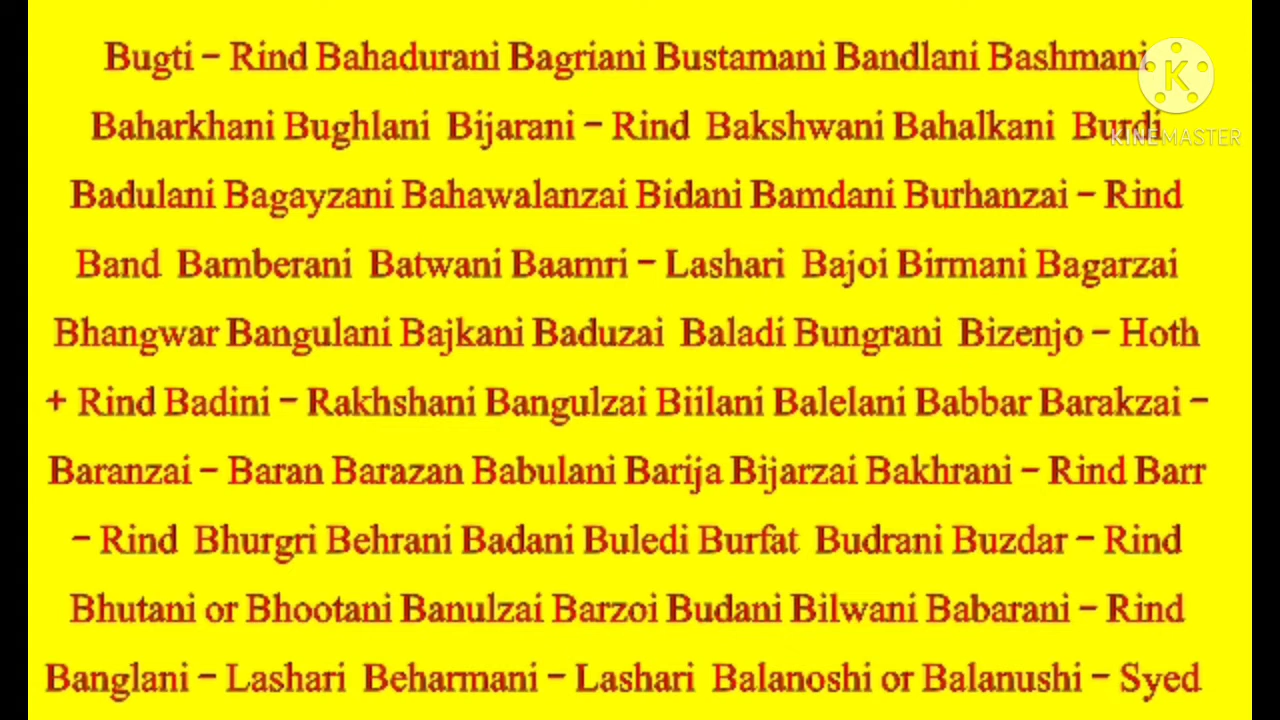 Bugti – Rind Bahadurani Bagriani Bustamani Bandlani Bashmani
Baharkhani Bughlani Bijarani – Rind Bakshwani Bahalkani Burdi
KINEMASTER
Badulani Bagayzani Bahawalanzai Bidani Bamdani Burhanzai – Rind
Band Bamberani Batwani Baamri – Lashari Bajoi Birmani Bagarzai
Bhangwar Bangulani Bajkani Baduzai Baladi Bungrani Bizenjo – Hoth
+ Rind Badini – Rakhshani Bangulzai Biilani Balelani Babbar Barakzai –
Baranzai – Baran Barazan Babulani Barija Bijarzai Bakhrani – Rind Barr
– Rind Bhurgri Behrani Badani Buledi Burfat Budrani Buzdar – Rind
Bhutani or Bhootani Banulzai Barzoi Budani Bilwani Babarani – Rind
Banglani – Lashari Beharmani – Lashari Balanoshi or Balanushi – Syed